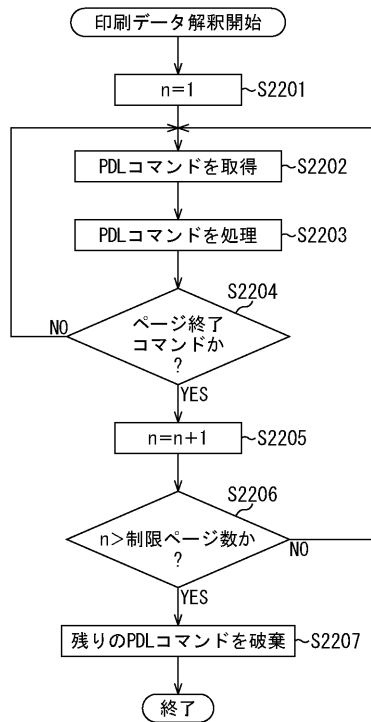 印刷データ解釈開始
n=1
S2201
PDLコマンドを取得
S2202
PDLコマンドを処理
S2203
S2204
ページ終了
コマンドか
?
NO
YES
n=n+1
S2205
S2206
n>制限ページ数か
?
NO
YES
残りのPDLコマンドを破棄
S2207
終了